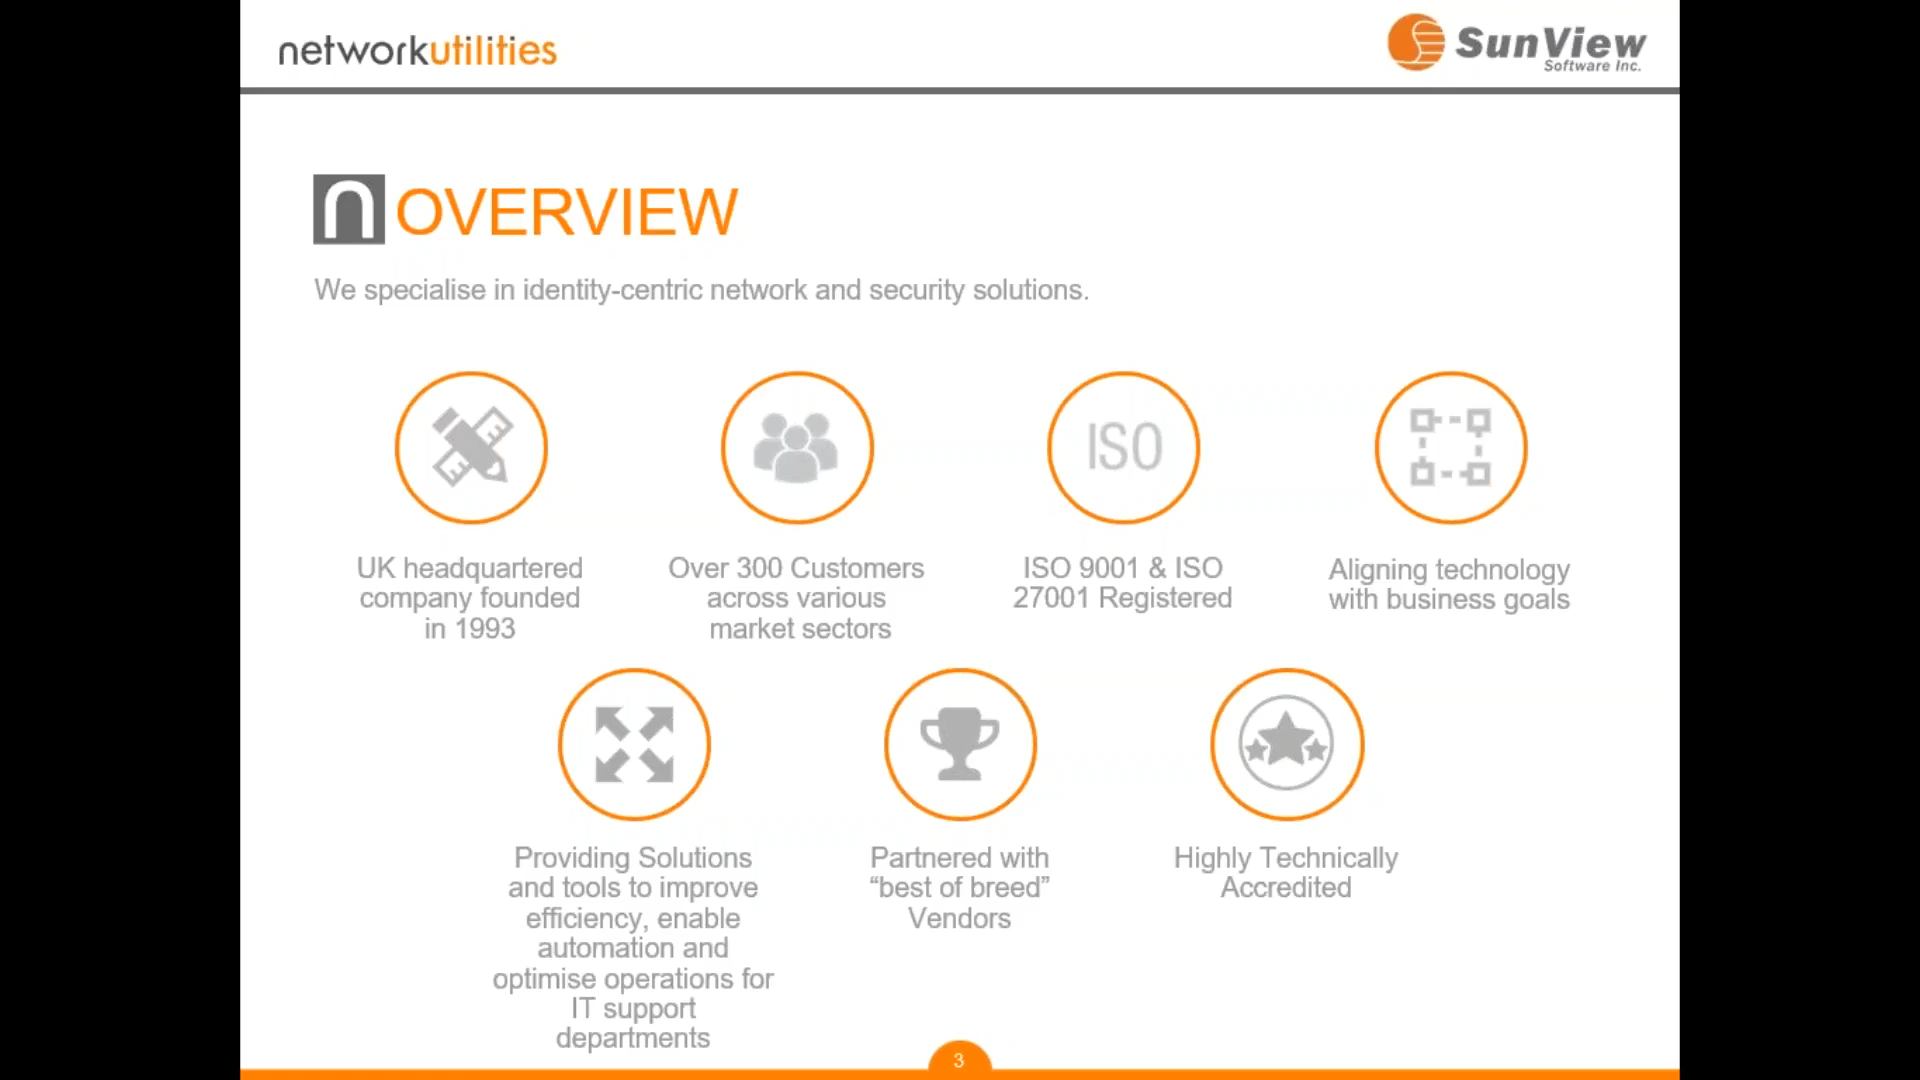 networkutilities
SunView
Software Inc.
n OVERVIEW
We specialise in identity-centric network and security solutions.
ISO
UK headquartered
company founded
in 1993
Over 300 Customers
across various
market sectors
ISO 9001 & ISO
27001 Registered
Aligning technology
with business goals
Providing Solutions
and tools to improve
efficiency, enable
automation and
optimise operations for
IT support
departments
Partnered with
“best of breed”
Vendors
Highly Technically
Accredited
3